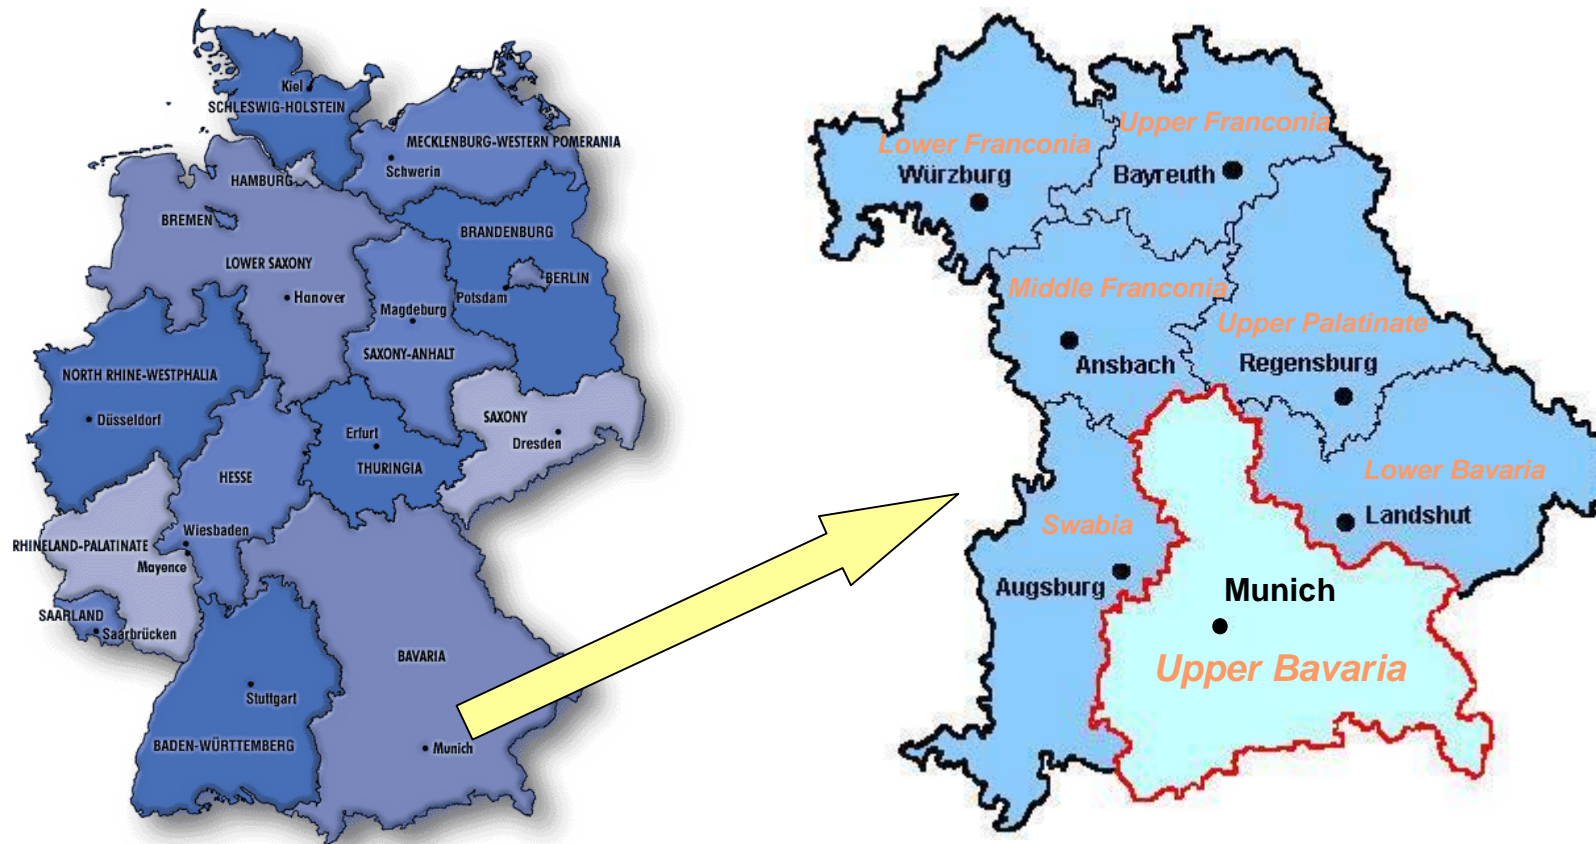 Kiel
SCHLESWIG-HOLSTEIN
MECKLENBURG-WESTERN POMERANIA
Schwerin
HAMBURG
BREMEN
BRANDENBURG
LOWER SAXONY
BERLIN
Hanover
Potsdam
Magdeburg
SAXONY-ANHALT
NORTH RHINE-WESTPHALIA
Düsseldorf
SAXONY
Erfurt
Dresden
THURINGIA
HESSE
Wiesbaden
RHINELAND-PALATINATE
Mayence
SAARLAND
Saarbrücken
BAVARIA
Stuttgart
BADEN-WÜRTTEMBERG
Munich
Upper Franconia
Lower Franconia
Würzburg
Bayreuth
Middle Franconia
Upper Palatinate
Ansbach
Regensburg
Lower Bavaria
Landshut
Swabia
Augsburg
Munich
Upper Bavaria